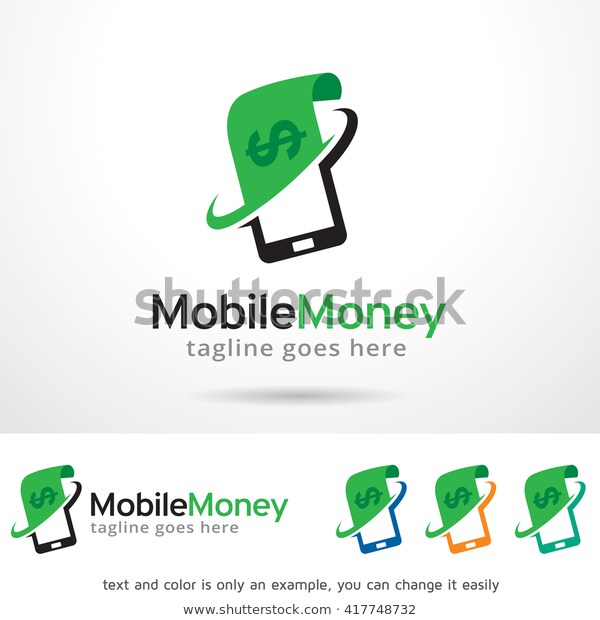 $
shutterstock
MobileMoney
tagline goes here
$
MobileMoney
tagline goes here
$
$
$
text and color is only an example, you can change it easily
www.shutterstock.com · 417748732